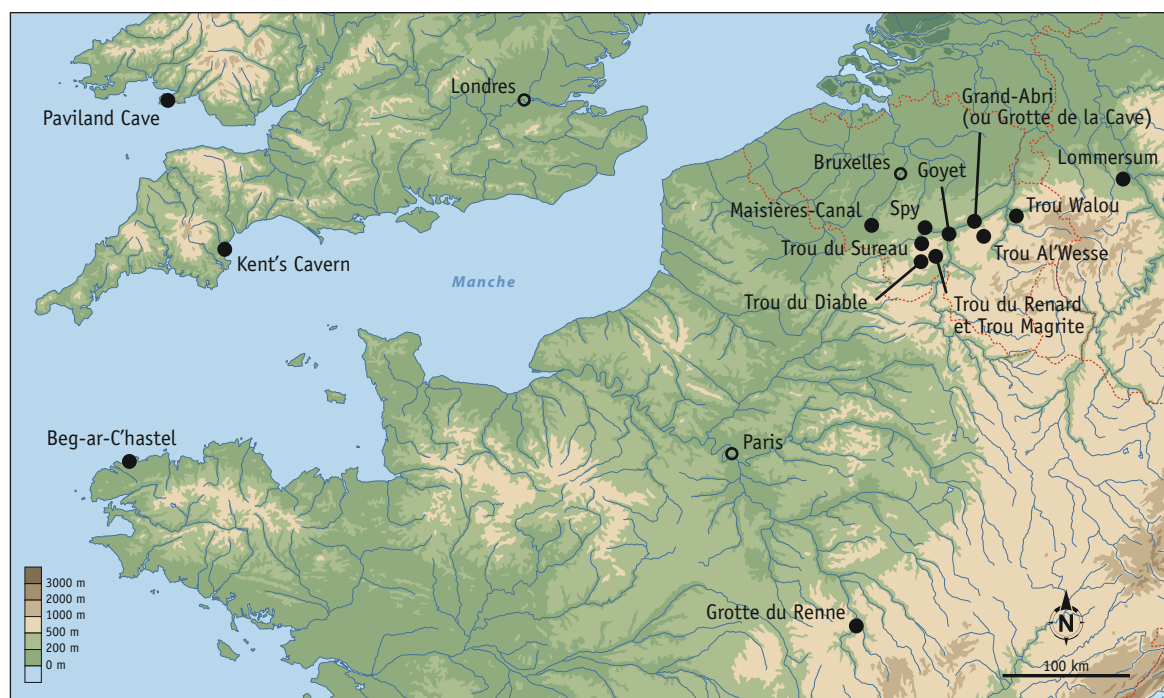 Londres
Paviland Cave
Grand-Abri
(ou Grotte de la Cave)
Lommersum
Bruxelles
Goyet
Maisières-Canal
Spy
Trou Walou
Trou du Sureau
Trou Al'Wesse
Kent's Cavern
Manche
Trou du Diable
Trou du Renard
et Trou Magrite
Beg-ar-C'hastel
Paris
Grotte du Renne
3000 m
2000 m
1000 m
500 m
200 m
0 m
N
100 km